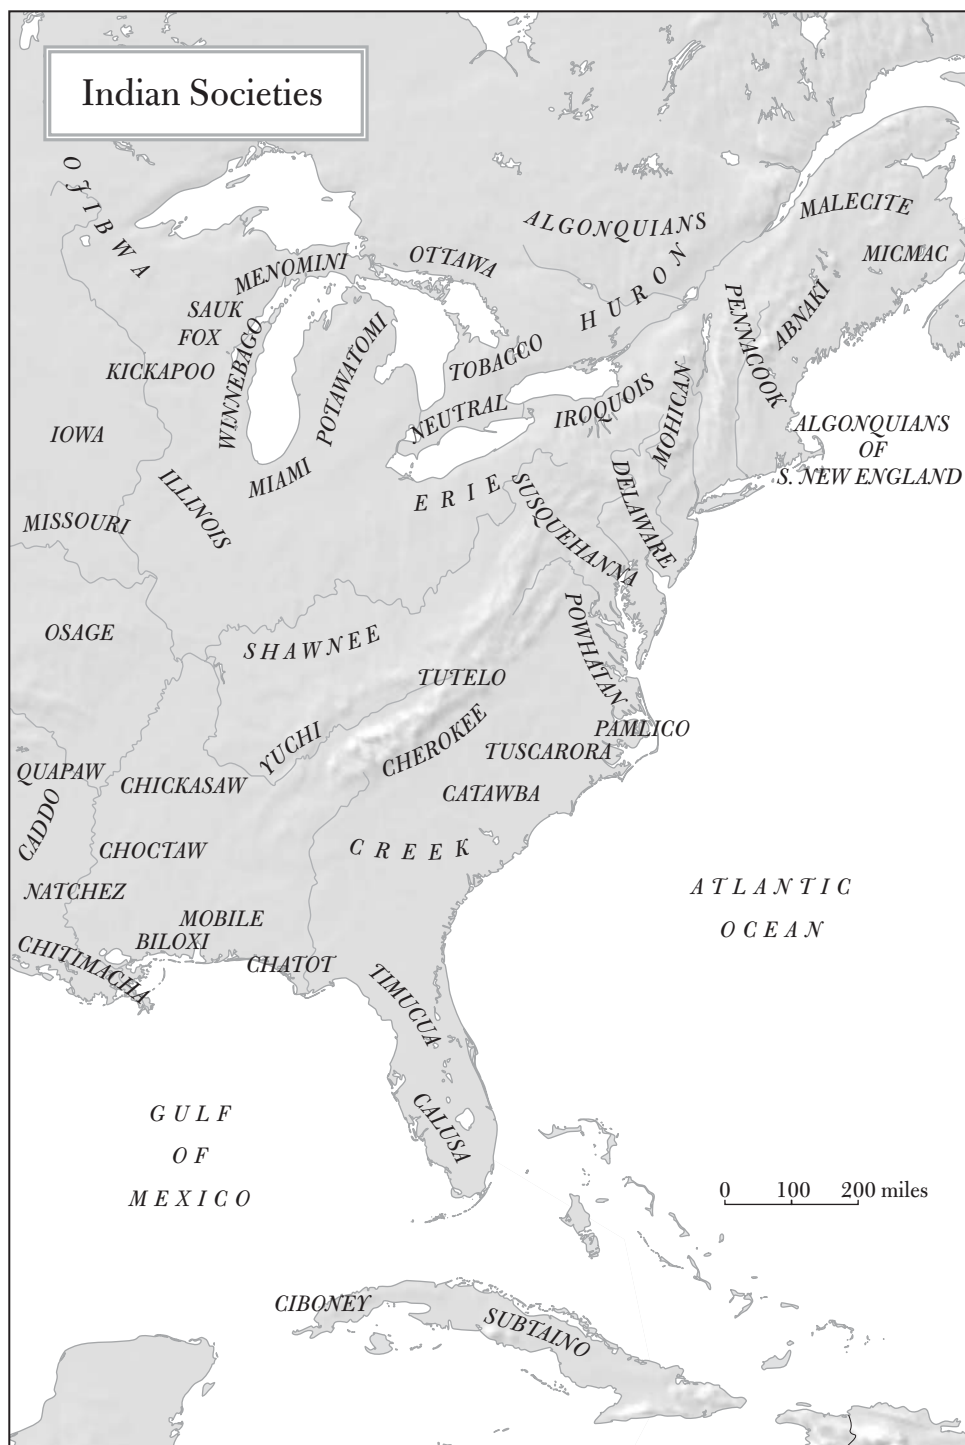 Indian Societies
OJIBWA
ALGONQUIANS
MALECITE
MICMAC
OTTAWA
MENOMINI
HURON
SAUK
FOX
WINNEBAGO
KICKAPOO
POTAWATOMI
TOBACCO
PENNACOOK
ABNAKI
NEUTRAL
IROQUOIS
MOHICAN
IOWA
ALGONQUIANS
OF
S. NEW ENGLAND
MIAMI
ILLINOIS
ERIE
SUSQUEHANNA
DELAWARE
MISSOURI
OSAGE
SHAWNEE
POWHATAN
TUTELO
YUCHI
CHEROKEE
PAMLICO
TUSCARORA
QUAPAW
CHICKASAW
CATAWBA
CADDO
CHOCTAW
CREEK
NATCHEZ
ATLANTIC
OCEAN
MOBILE
BILOXI
CHITIMACHA
CHATOT
TIMUCUA
CALUSA
GULF
OF
MEXICO
0 100 200 miles
CIBONEY
SUBTAINO